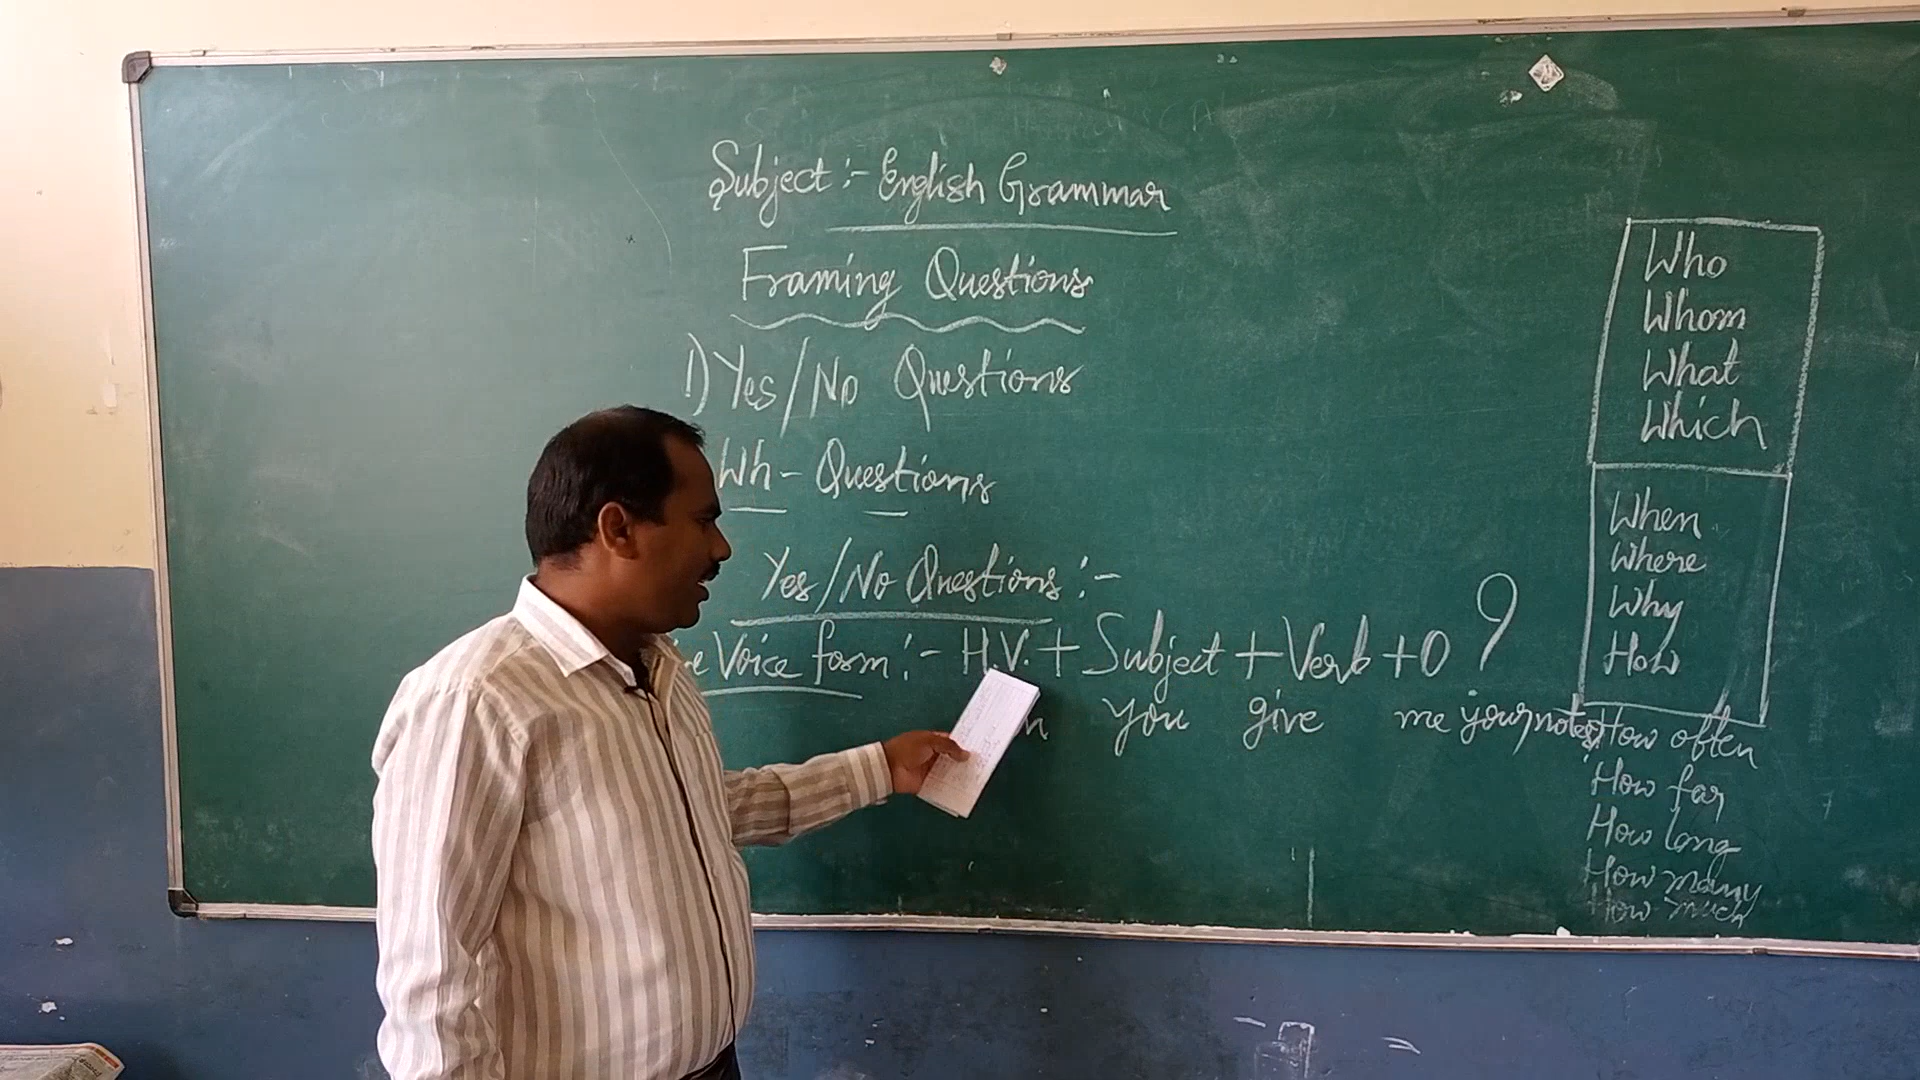 Subject :- English Grammar
Framing Questions
1) Yes/No Questions
Wh - Questions
Yes/No Questions :-
Voice form :- H.V. + Subject + Verb + O ?
you give me your notes
Who
Whom
What
Which
When
Where
Why
How
How often
How far
How long
How many
How much